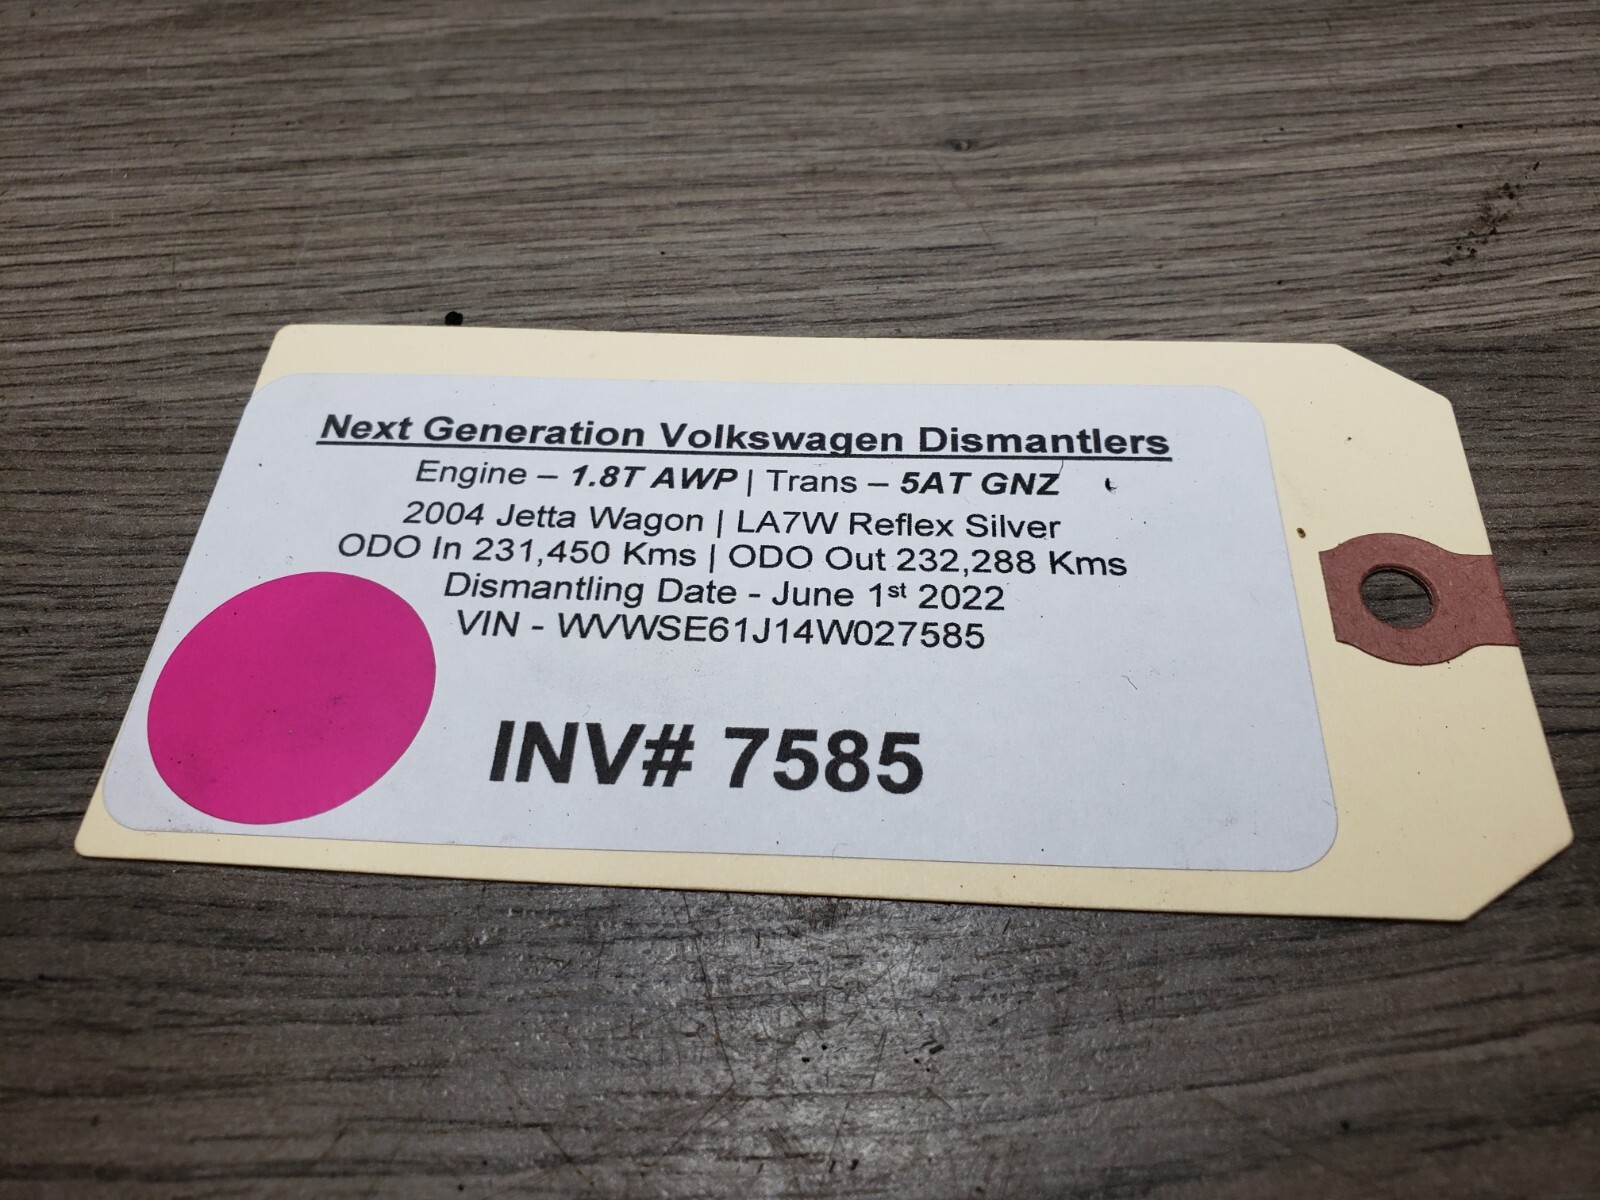 Next Generation Volkswagen Dismantlers
Engine – 1.8T AWP | Trans – 5AT GNZ
2004 Jetta Wagon | LA7W Reflex Silver
ODO In 231,450 Kms | ODO Out 232,288 Kms
Dismantling Date - June 1st 2022
VIN - WVWSE61J14W027585
INV# 7585